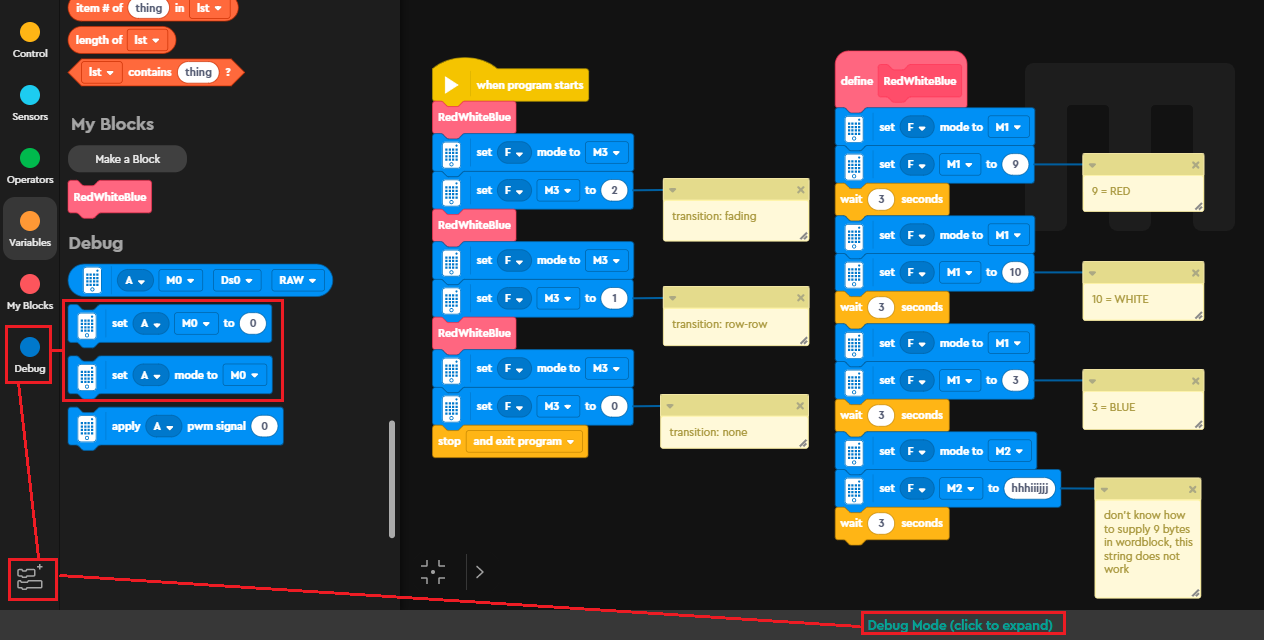 item # of thing in lst
length of lst
lst contains thing ?
Control
Sensors
Operators
Variables
My Blocks
Debug
My Blocks
Make a Block
RedWhiteBlue
Debug
A M0 Ds0 RAW
set A M0 to 0
set A mode to M0
apply A pwm signal 0
when program starts
RedWhiteBlue
set F mode to M3
set F M3 to 2
transition: fading
RedWhiteBlue
set F mode to M3
set F M3 to 1
transition: row-row
RedWhiteBlue
set F mode to M3
set F M3 to 0
transition: none
stop and exit program
define RedWhiteBlue
set F mode to M1
set F M1 to 9
9 = RED
wait 3 seconds
set F mode to M1
set F M1 to 10
10 = WHITE
wait 3 seconds
set F mode to M1
set F M1 to 3
3 = BLUE
wait 3 seconds
set F mode to M2
set F M2 to hhhiiijjj
don't know how
to supply 9 bytes
in wordblock, this
string does not
work
wait 3 seconds
Debug Mode (click to expand)